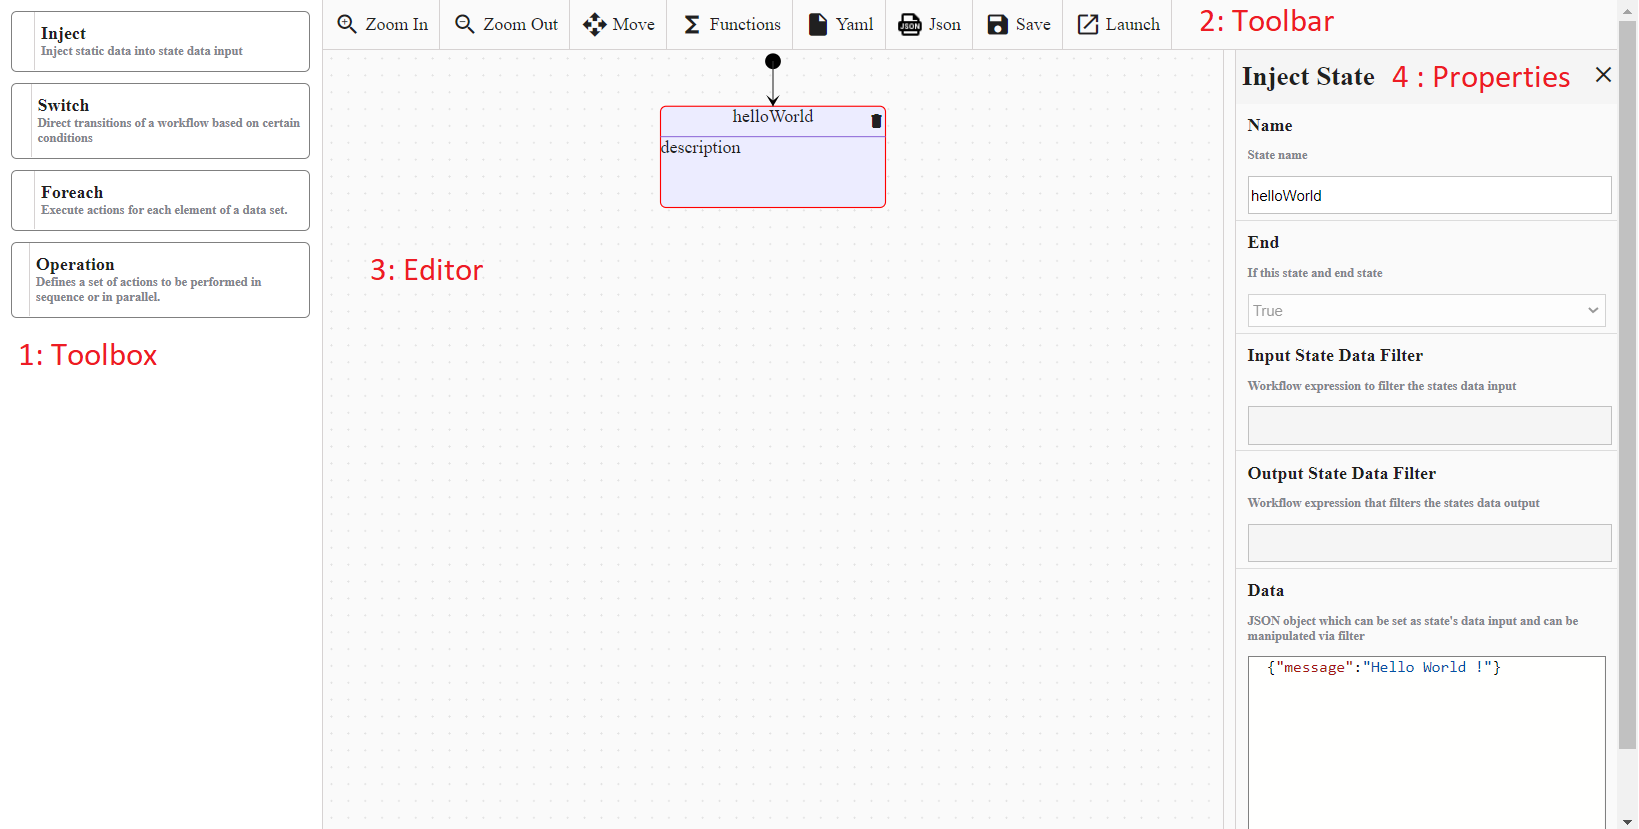 Inject
Inject static data into state data input
Switch
Direct transitions of a workflow based on certain
conditions
Foreach
Execute actions for each element of a data set.
Operation
Defines a set of actions to be performed in
sequence or in parallel.
1: Toolbox
Zoom In
Zoom Out
Move
Functions
Yaml
JSON
Json
Save
Launch
2: Toolbar
helloWorld
description
3: Editor
Inject State
4 : Properties
Name
State name
helloWorld
End
If this state and end state
True
Input State Data Filter
Workflow expression to filter the states data input
Output State Data Filter
Workflow expression that filters the states data output
Data
JSON object which can be set as state's data input and can be
manipulated via filter
{"message":"Hello World !"}